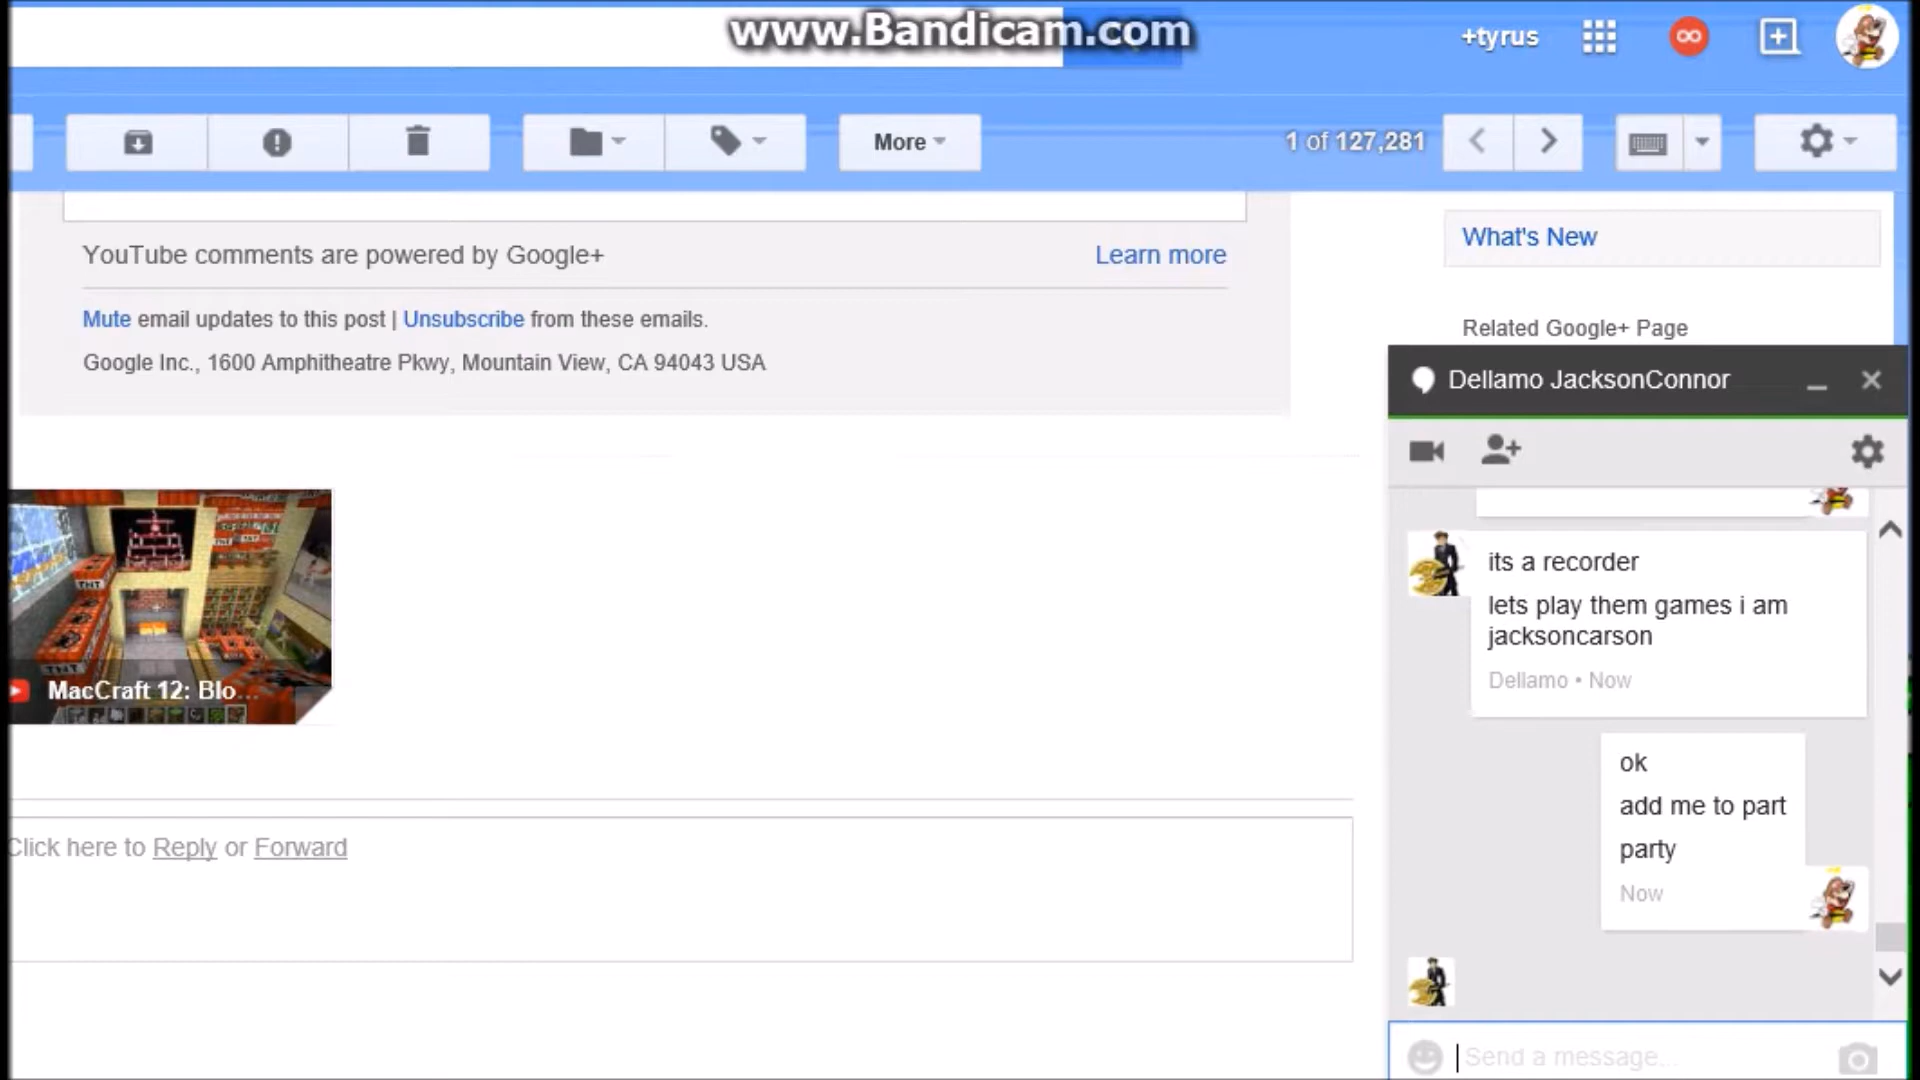 www.Bandicam.com
+tyrus
More
1 of 127,281
YouTube comments are powered by Google+
Learn more
Mute email updates to this post | Unsubscribe from these emails.
Google Inc., 1600 Amphitheatre Pkwy, Mountain View, CA 94043 USA
What's New
Related Google+ Page
Dellamo JacksonConnor
its a recorder
lets play them games i am
jacksoncarson
Dellamo • Now
ok
add me to part
party
Now
Send a message...
TNT
TNT
MacCraft 12: Blo...
Click here to Reply or Forward